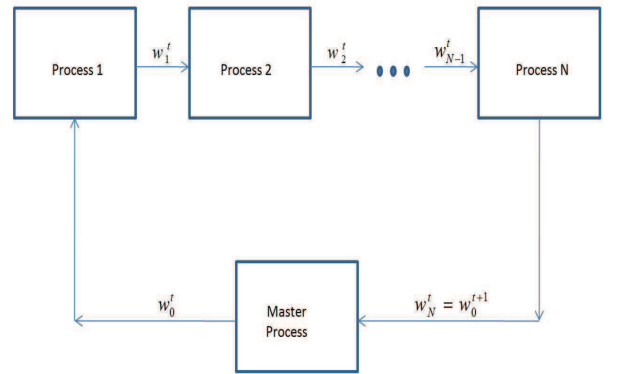 Process 1
w_1^t
Process 2
w_2^t
w_{N-1}^t
Process N
w_0^t
Master
Process
w_N^t = w_0^{t+1}